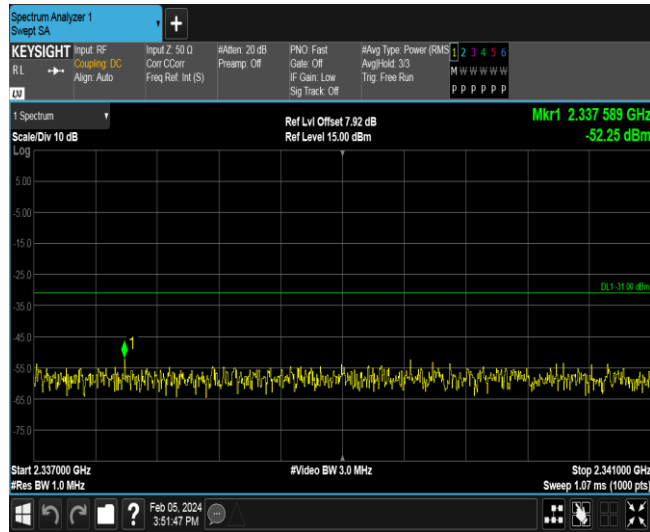 Spectrum Analyzer 1
Swept SA
+
KEYSIGHT Input: RF Input Z: 50 Ω #Atten: 20 dB PNO: Fast #Avg Type: Power (RMS 1 2 3 4 5 6
RL Coupling: DC Corr CCorr Preamp: Off Gate: Off Avg|Hold: 3/3 M W W W W W
Align: Auto Freq Ref: Int (S) IF Gain: Low Trig: Free Run
Sig Track: Off P P P P P P
LXI
1 Spectrum Ref Lvl Offset 7.92 dB Mkr1 2.337 589 GHz
Scale/Div 10 dB Ref Level 15.00 dBm -52.25 dBm
Log
5.00
-5.00
-15.0
-25.0
DL1 -31.00 dBm
-35.0
-45.0
1
-55.0
-65.0
-75.0
Start 2.337000 GHz #Video BW 3.0 MHz Stop 2.341000 GHz
#Res BW 1.0 MHz Sweep 1.07 ms (1000 pts)
? Feb 05, 2024
3:51:47 PM